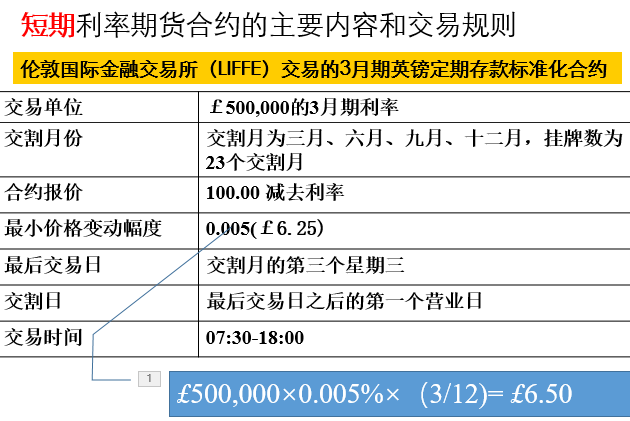 短期利率期货合约的主要内容和交易规则
伦敦国际金融交易所（LIFFE）交易的3月期英镑定期存款标准化合约
交易单位
￡500,000的3月期利率
交割月份
交割月为三月、六月、九月、十二月，挂牌数为
23个交割月
合约报价
100.00 减去利率
最小价格变动幅度
0.005(￡6.25)
最后交易日
交割月的第三个星期三
交割日
最后交易日之后的第一个营业日
交易时间
07:30-18:00
1
£500,000×0.005%×（3/12)= £6.50